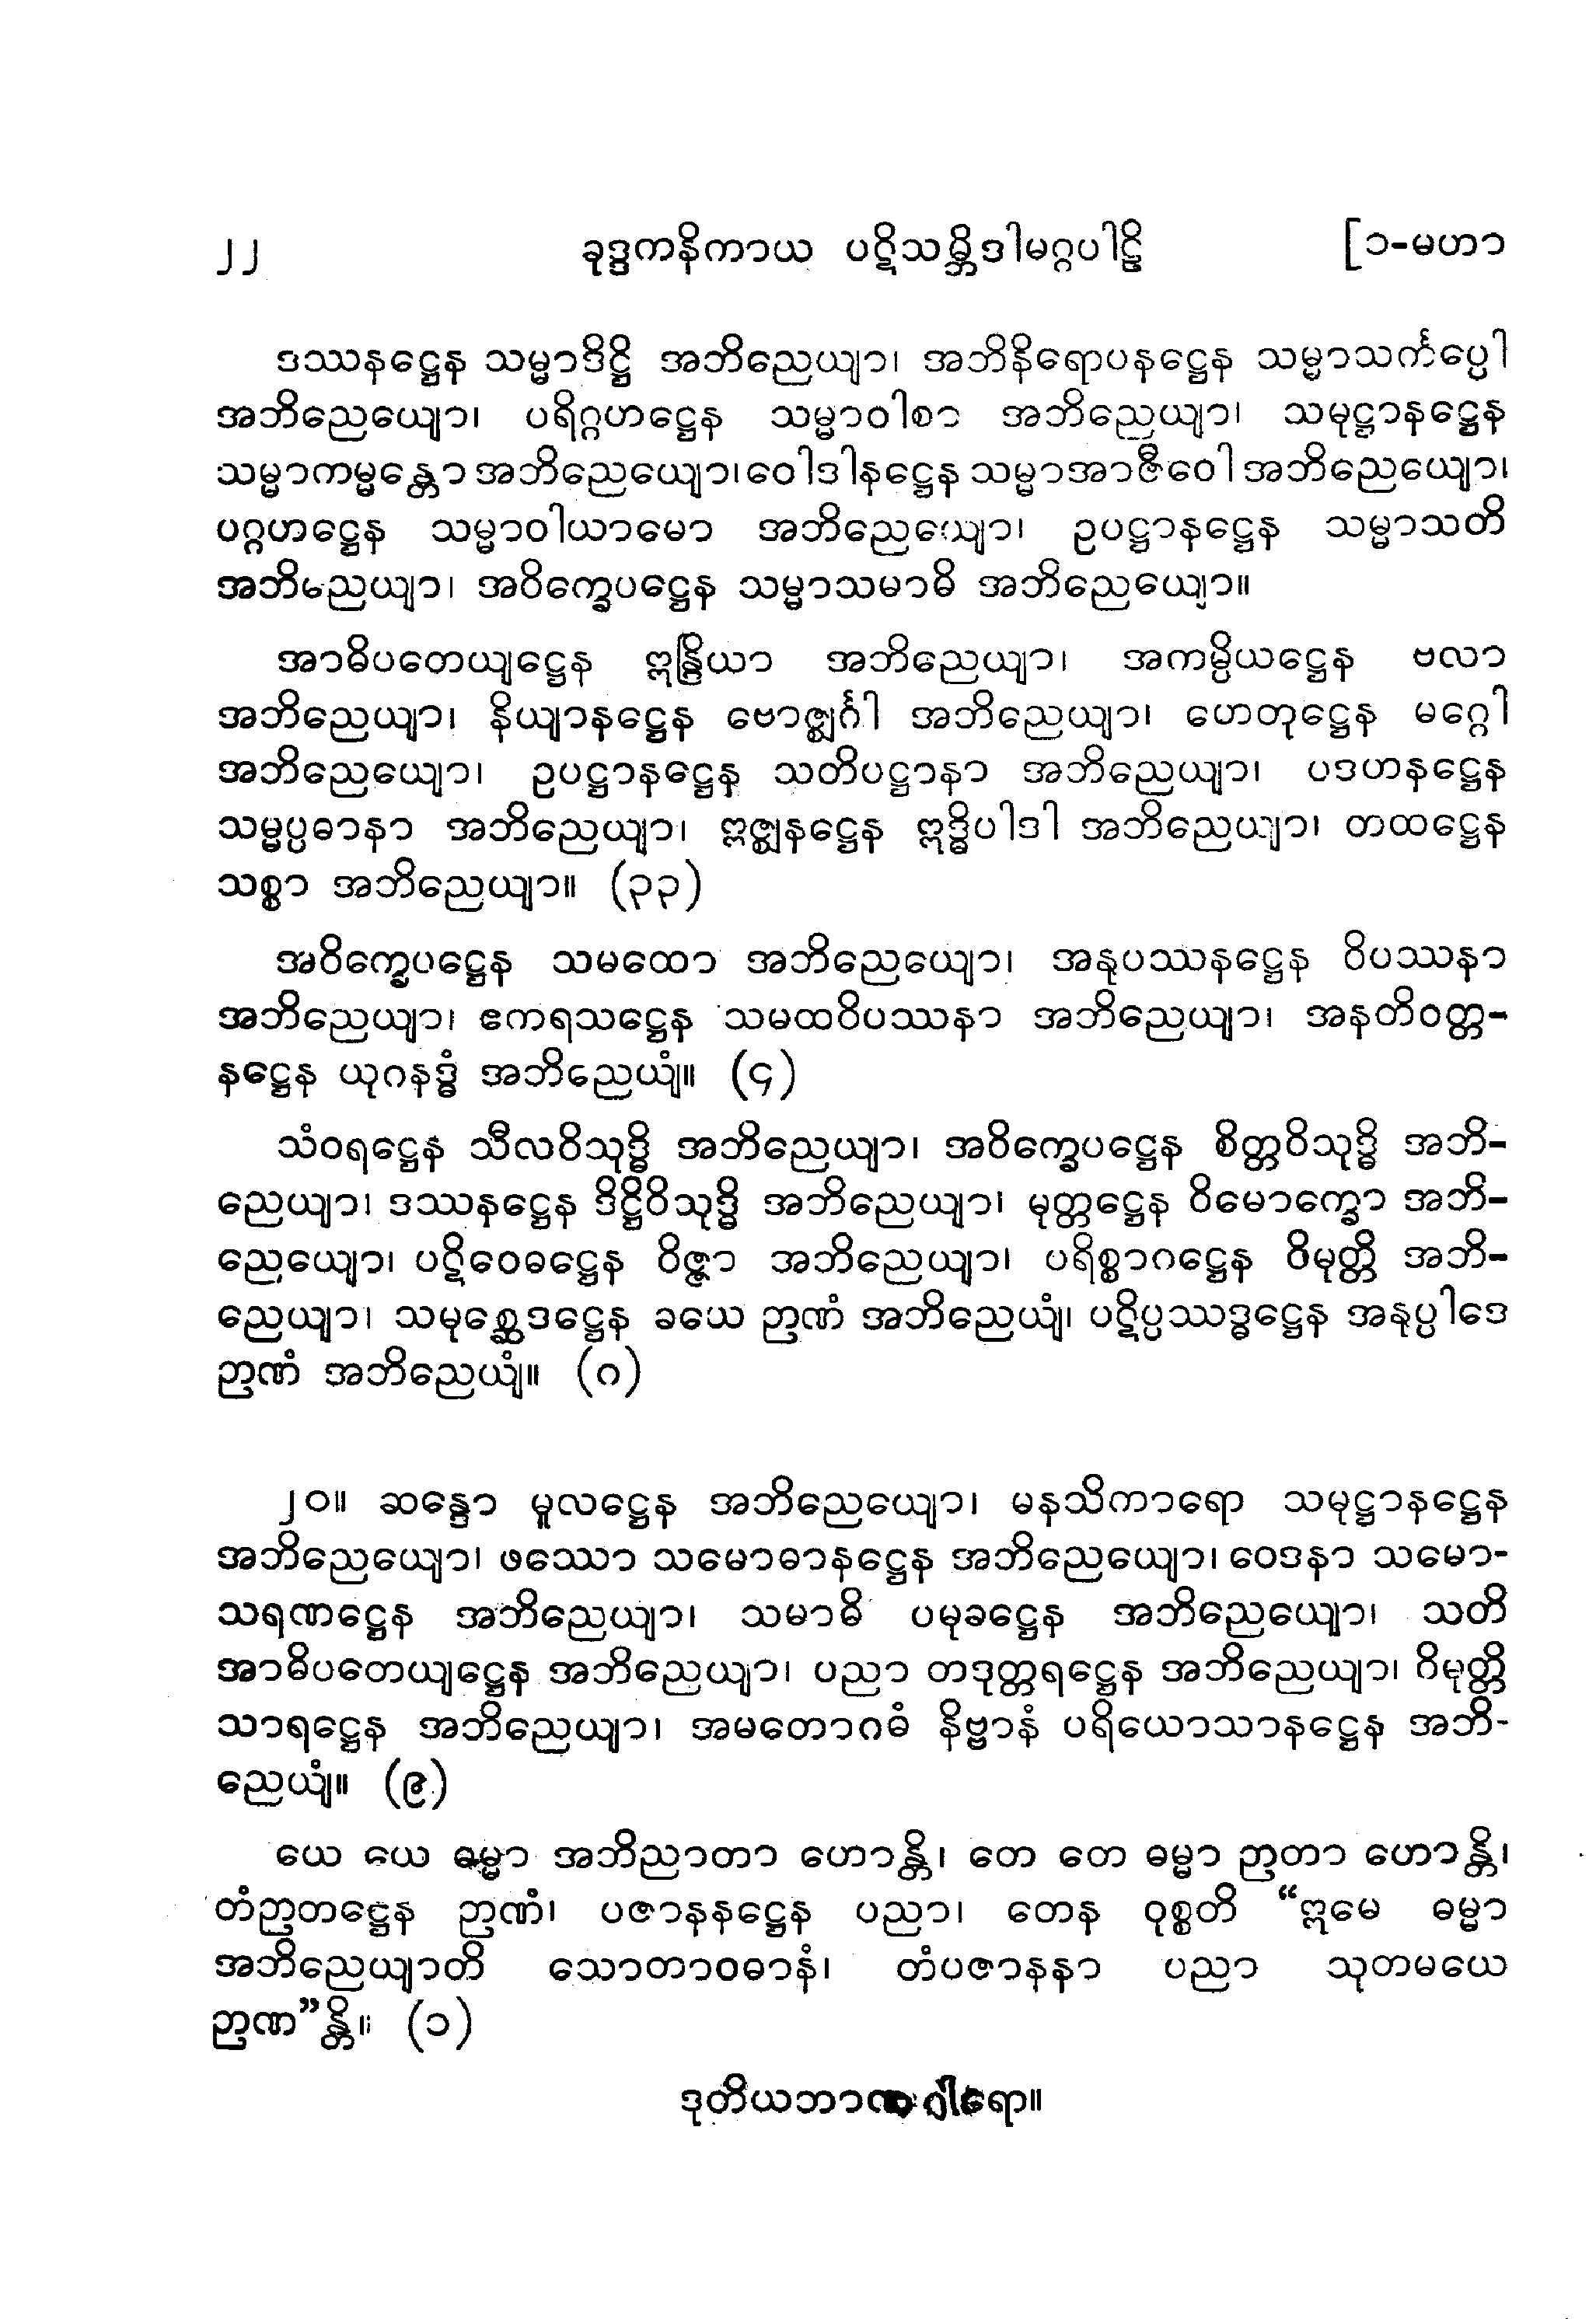 ၂၂ ခုဒ္ဒကနိကာယ ပဋိသမ္ဘိဒါမဂ္ဂပါဠိ [၁-မဟာ
ဒဿနဋ္ဌေန သမ္မာဒိဋ္ဌိ အဘိညေယျာ၊ အဘိနိရောပနဋ္ဌေန သမ္မာသင်္ကပ္ပေါ
အဘိညေယျော၊ ပရိဂ္ဂဟဋ္ဌေန သမ္မာဝါစာ အဘိညေယျာ၊ သမုဋ္ဌာနဋ္ဌေန
သမ္မာကမ္မန္တော အဘိညေယျော၊ ဝေါဒါနဋ္ဌေန သမ္မာအာဇီဝေါ အဘိညေယျော၊
ပဂ္ဂဟဋ္ဌေန သမ္မာဝါယာမော အဘိညေယျော၊ ဥပဋ္ဌာနဋ္ဌေန သမ္မာသတိ
အဘိညေယျာ၊ အဝိက္ခေပဋ္ဌေန သမ္မာသမာဓိ အဘိညေယျော။
အာဓိပတေယျဋ္ဌေန ဣန္ဒြိယာ အဘိညေယျာ၊ အကမ္ပိယဋ္ဌေန ဗလာ
အဘိညေယျာ၊ နိယျာနဋ္ဌေန ဗောဇ္ဈင်္ဂါ အဘိညေယျာ၊ ဟေတုဋ္ဌေန မဂ္ဂေါ
အဘိညေယျော၊ ဥပဋ္ဌာနဋ္ဌေန သတိပဋ္ဌာနာ အဘိညေယျာ၊ ပဒဟနဋ္ဌေန
သမ္မပ္ပဓာနာ အဘိညေယျာ၊ ဣဇ္ဈနဋ္ဌေန ဣဒ္ဓိပါဒါ အဘိညေယျာ၊ တထဋ္ဌေန
သစ္စာ အဘိညေယျာ။ (၃၃)
အဝိက္ခေပဋ္ဌေန သမထော အဘိညေယျော၊ အနုပဿနဋ္ဌေန ဝိပဿနာ
အဘိညေယျာ၊ ဧကရသဋ္ဌေန သမထဝိပဿနာ အဘိညေယျာ၊ အနတိဝတ္တ-
နဋ္ဌေန ယုဂနဒ္ဓံ အဘိညေယျံ။ (၄)
သံဝရဋ္ဌေန သီလဝိသုဒ္ဓိ အဘိညေယျာ၊ အဝိက္ခေပဋ္ဌေန စိတ္တဝိသုဒ္ဓိ အဘိ-
ညေယျာ၊ ဒဿနဋ္ဌေန ဒိဋ္ဌိဝိသုဒ္ဓိ အဘိညေယျာ၊ မုတ္တဋ္ဌေန ဝိမောက္ခော အဘိ-
ညေယျော၊ ပဋိဝေဓဋ္ဌေန ဝိဇ္ဇာ အဘိညေယျာ၊ ပရိစ္စာဂဋ္ဌေန ဝိမုတ္တိ အဘိ-
ညေယျာ၊ သမုစ္ဆေဒဋ္ဌေန ခယေ ဉာဏံ အဘိညေယျံ၊ ပဋိပ္ပဿဒ္ဓဋ္ဌေန အနုပ္ပါဒေ
ဉာဏံ အဘိညေယျံ။ (၈)
၂၀။ ဆန္ဒော မူလဋ္ဌေန အဘိညေယျော၊ မနသိကာရော သမုဋ္ဌာနဋ္ဌေန
အဘိညေယျော၊ ဖဿော သမောဓာနဋ္ဌေန အဘိညေယျော၊ ဝေဒနာ သမော-
သရဏဋ္ဌေန အဘိညေယျာ၊ သမာဓိ ပမုခဋ္ဌေန အဘိညေယျော၊ သတိ
အာဓိပတေယျဋ္ဌေန အဘိညေယျာ၊ ပညာ တဒုတ္တရဋ္ဌေန အဘိညေယျာ၊ ဝိမုတ္တိ
သာရဋ္ဌေန အဘိညေယျာ၊ အမတောဂဓံ နိဗ္ဗာနံ ပရိယောသာနဋ္ဌေန အဘိ-
ညေယျံ။ (၉)
ယေ ယေ ဓမ္မာ အဘိညာတာ ဟောန္တိ၊ တေ တေ ဓမ္မာ ဉာတာ ဟောန္တိ၊
တံဉာတဋ္ဌေန ဉာဏံ၊ ပဇာနနဋ္ဌေန ပညာ၊ တေန ဝုစ္စတိ “ဣမေ ဓမ္မာ
အဘိညေယျာတိ သောတာဝဓာနံ၊ တံပဇာနနာ ပညာ သုတမယေ
ဉာဏ”န္တိ။ (၁)
ဒုတိယဘာဏဝါရော။